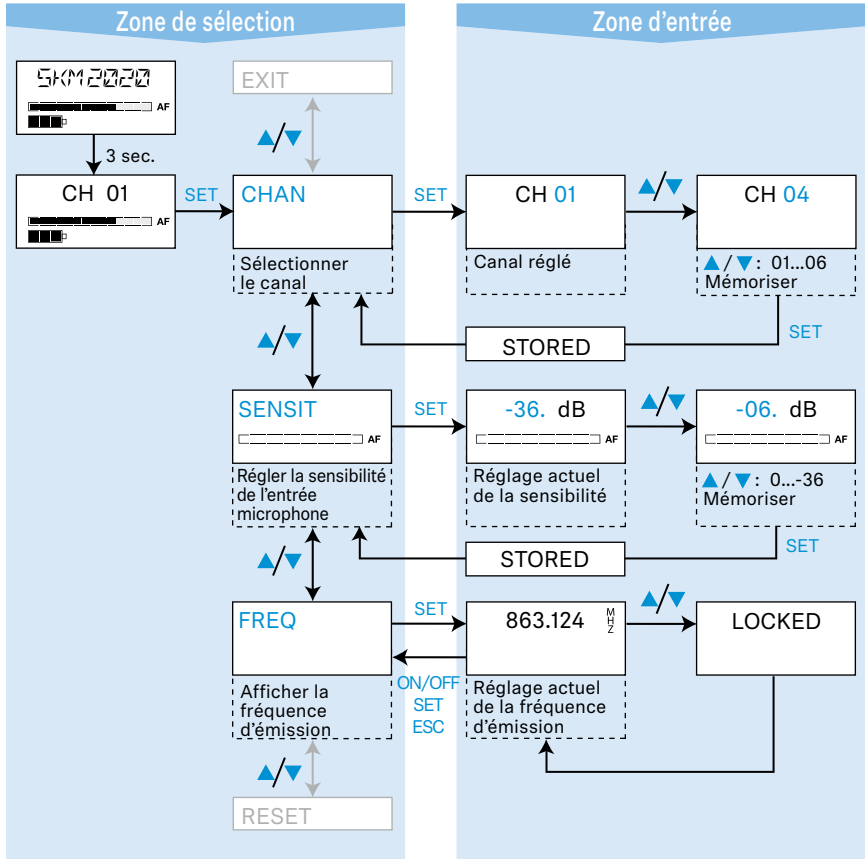 Zone de sélection
Zone d'entrée
SKM2020
AF
3 sec.
EXIT
▲/▼
CH 01
AF
SET
CHAN
Sélectionner
le canal
SET
CH 01
Canal réglé
▲/▼
CH 04
▲/▼: 01...06
Mémoriser
SET
STORED
▲/▼
SENSIT
AF
Régler la sensibilité
de l'entrée
microphone
SET
-36. dB
AF
Réglage actuel
de la sensibilité
▲/▼
-06. dB
AF
▲/▼: 0...-36
Mémoriser
SET
STORED
▲/▼
FREQ
Afficher la
fréquence
d'émission
SET
ON/OFF
SET
ESC
863.124 MHZ
Réglage actuel
de la fréquence
d'émission
▲/▼
LOCKED
▲/▼
RESET